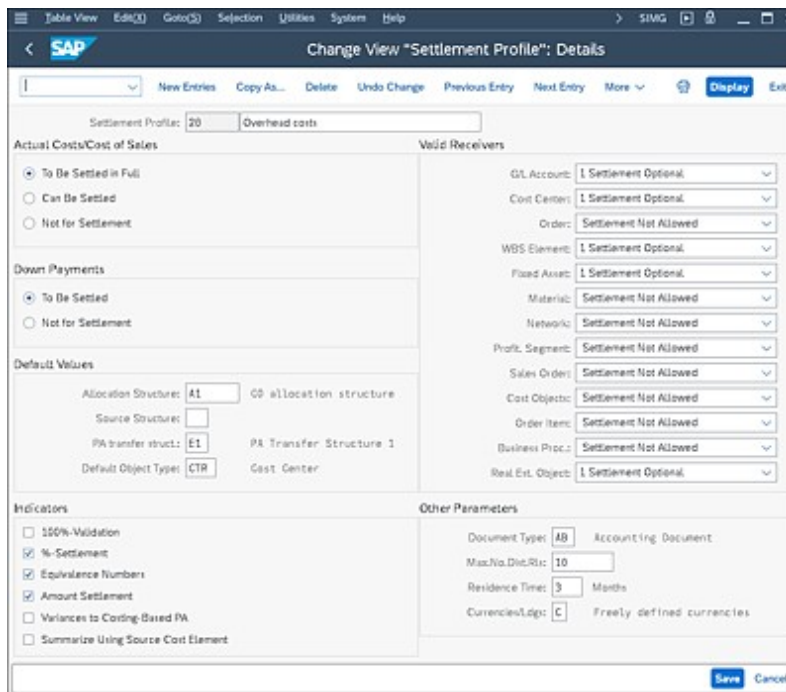 Table View Edit(X) Goto(S) Selection Utilities System Help SIMG
SAP Change View "Settlement Profile": Details
New Entries Copy As... Delete Undo Change Previous Entry Next Entry More Display Exit
Settlement Profile: 20 Overhead costs
Actual Costs/Cost of Sales
To Be Settled in Full
Can Be Settled
Not for Settlement
Down Payments
To Be Settled
Not for Settlement
Default Values
Allocation Structure: A1 CO allocation structure
Source Structure:
PA transfer struct.: E1 PA Transfer Structure 1
Default Object Type: CTR Cost Center
Indicators
100%-Validation
%-Settlement
Equivalence Numbers
Amount Settlement
Variances to Costing-Based PA
Summarize Using Source Cost Element
Valid Receivers
G/L Account: 1 Settlement Optional
Cost Center: 1 Settlement Optional
Order: Settlement Not Allowed
WBS Element: 1 Settlement Optional
Fixed Asset: 1 Settlement Optional
Material: Settlement Not Allowed
Network: Settlement Not Allowed
Profit. Segment: Settlement Not Allowed
Sales Order: Settlement Not Allowed
Cost Objects: Settlement Not Allowed
Order Item: Settlement Not Allowed
Business Proc.: Settlement Not Allowed
Real Est. Object: 1 Settlement Optional
Other Parameters
Document Type: AB Accounting Document
Max.No.Dist.Rls: 10
Residence Time: 3 Months
Currencies/Ldgs: C Freely defined currencies
Save Cancel